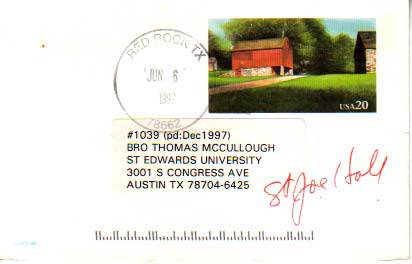 RED ROCK TX
JUN 6
1997
78662
USA20
#1039 (pd:Dec1997)
BRO THOMAS MCCULLOUGH
ST EDWARDS UNIVERSITY
3001 S CONGRESS AVE
AUSTIN TX 78704-6425
St Joe Hall